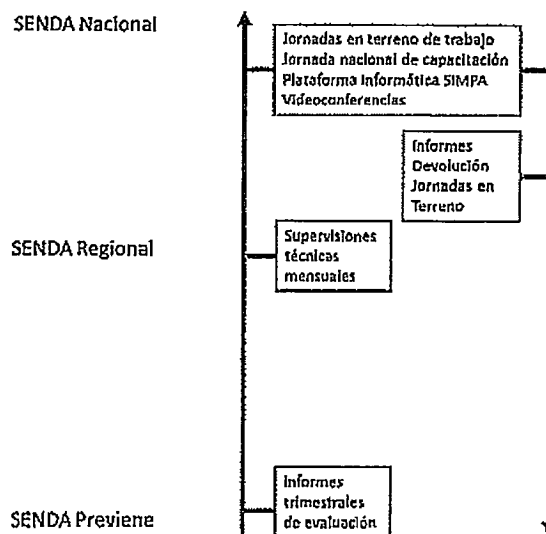 SENDA Nacional
Jornadas en terreno de trabajo
Jornada nacional de capacitación
Plataforma Informática SIMPA
Videoconferencias
Informes
Devolución
Jornadas en
Terreno
SENDA Regional
Supervisiones
técnicas
mensuales
Informes
trimestrales
de evaluación
SENDA Previene